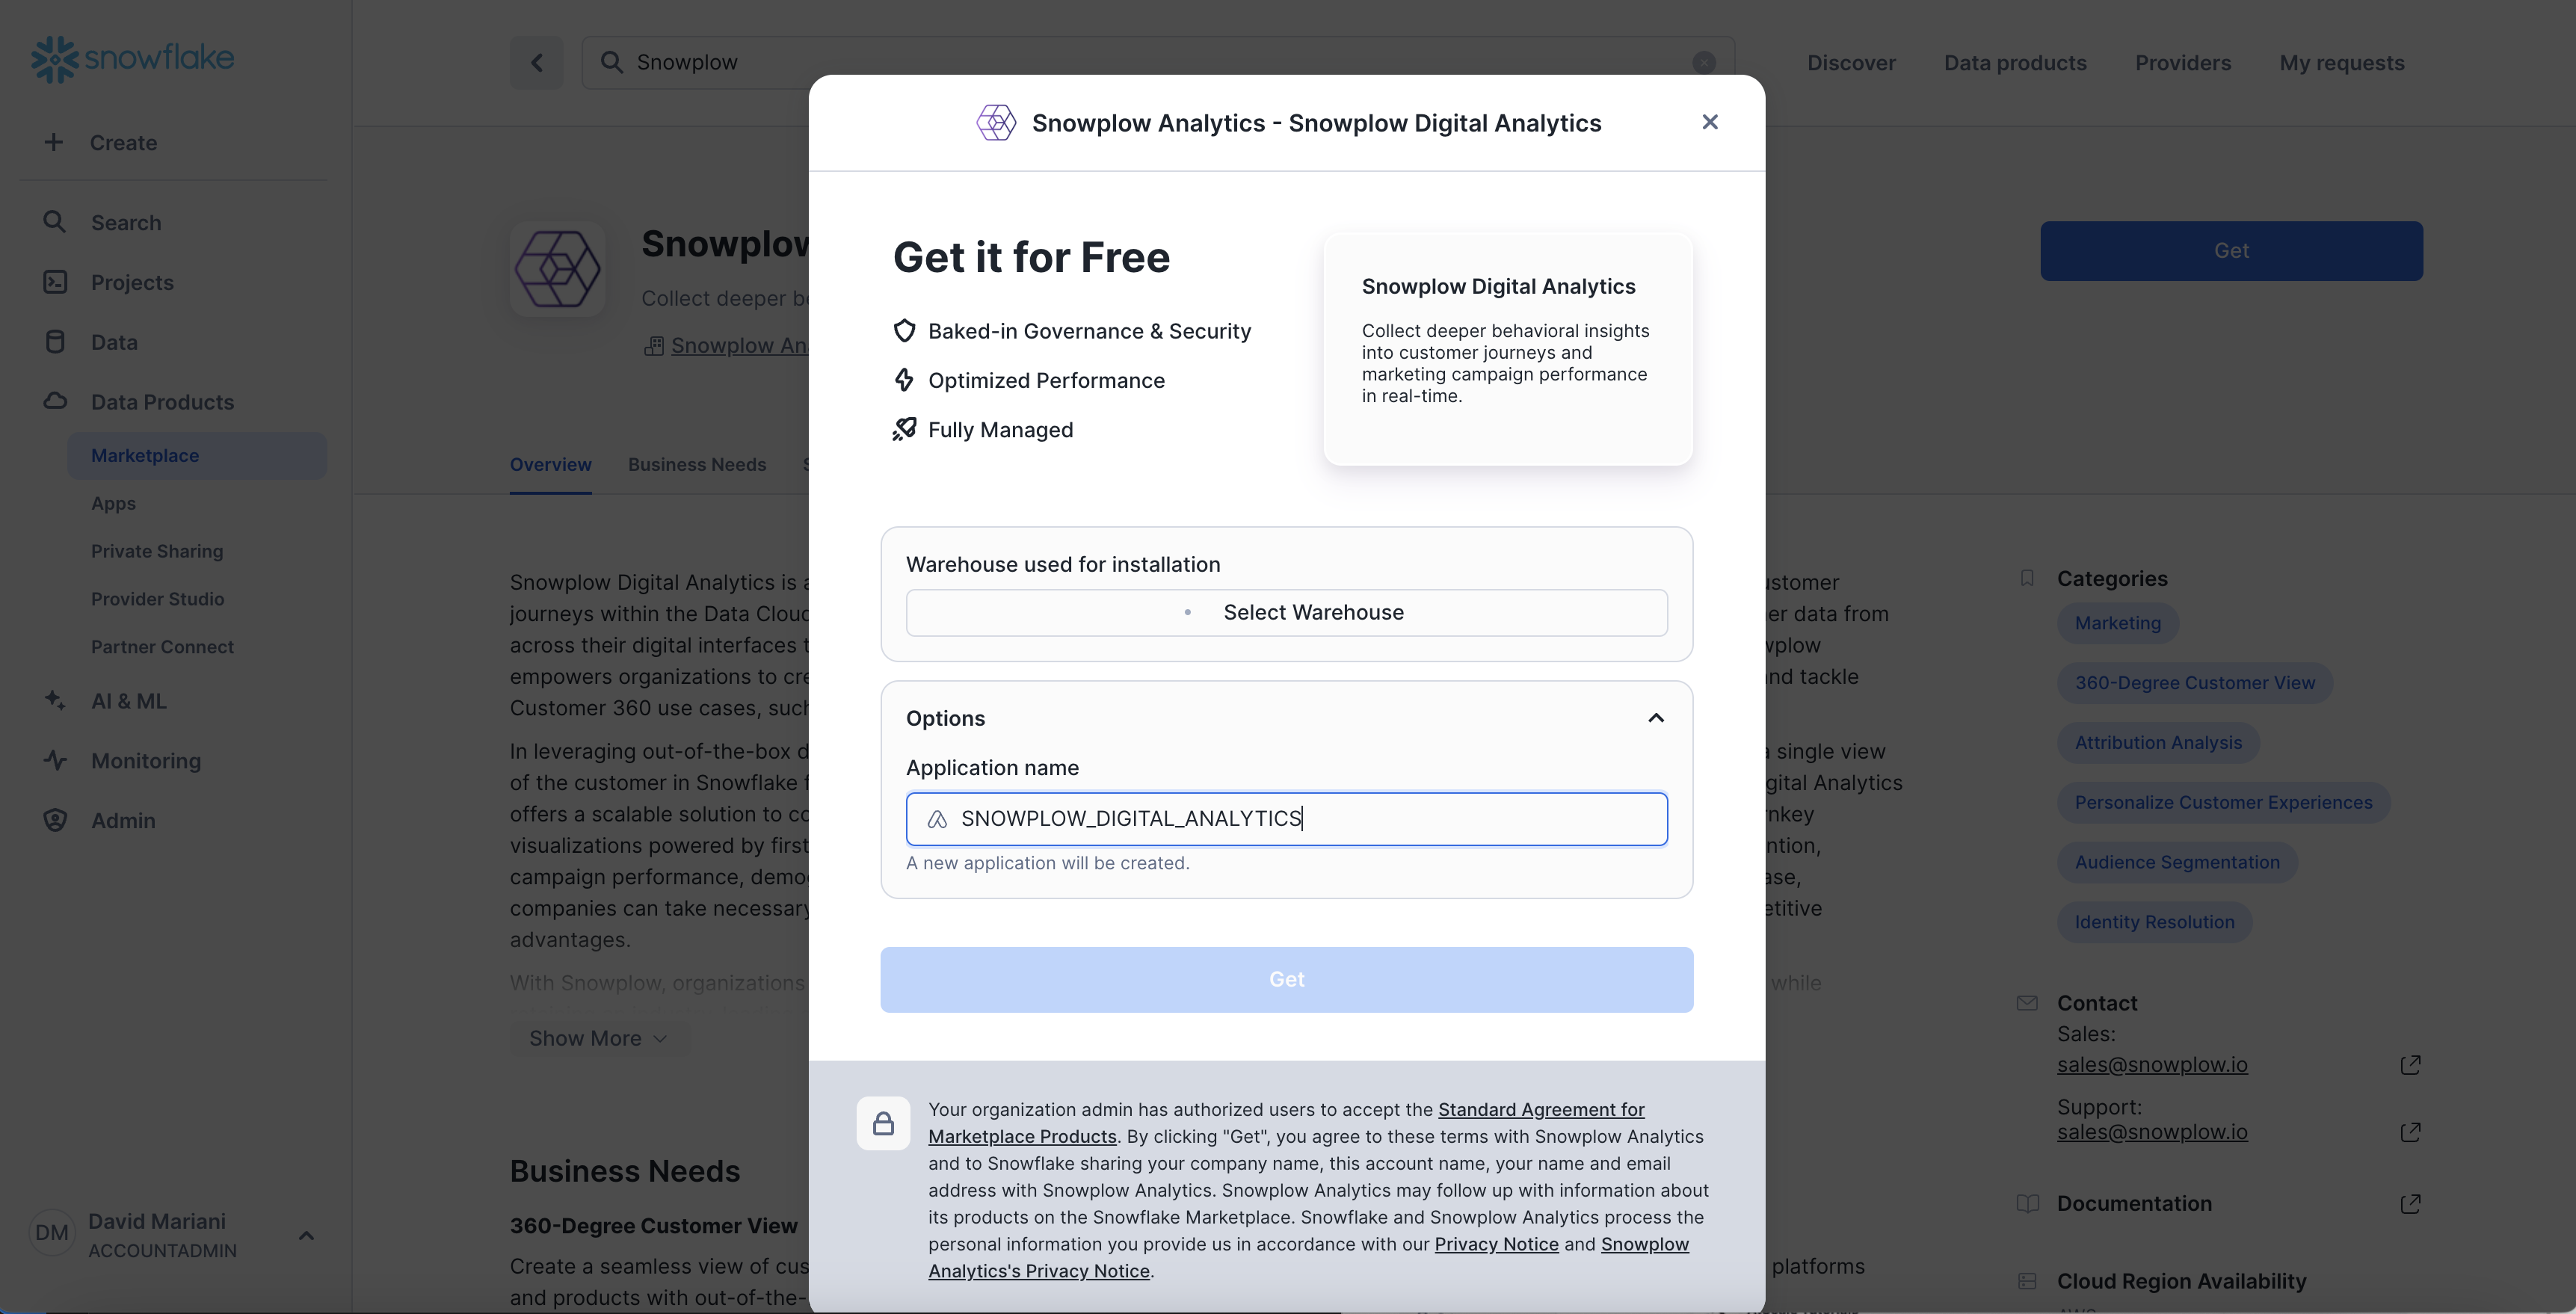 snowflake
Create
Search
Projects
Data
Data Products
Marketplace
Apps
Private Sharing
Provider Studio
Partner Connect
AI & ML
Monitoring
Admin
DM
David Mariani
ACCOUNTADMIN
Snowplow
Discover
Data products
Providers
My requests
Snowplow
Collect deeper be
Snowplow An
Get
Overview
Business Needs
Snowplow Digital Analytics is a
journeys within the Data Cloud
across their digital interfaces t
empowers organizations to cre
Customer 360 use cases, such
In leveraging out-of-the-box d
of the customer in Snowflake f
offers a scalable solution to co
visualizations powered by first
campaign performance, demo
companies can take necessary
advantages.
With Snowplow, organizations
Show More
Business Needs
360-Degree Customer View
Create a seamless view of cus
and products with out-of-the-
Snowplow Analytics - Snowplow Digital Analytics
Get it for Free
Baked-in Governance & Security
Optimized Performance
Fully Managed
Snowplow Digital Analytics
Collect deeper behavioral insights
into customer journeys and
marketing campaign performance
in real-time.
Warehouse used for installation
Select Warehouse
Options
Application name
SNOWPLOW_DIGITAL_ANALYTICS
A new application will be created.
Get
Your organization admin has authorized users to accept the Standard Agreement for
Marketplace Products. By clicking "Get", you agree to these terms with Snowplow Analytics
and to Snowflake sharing your company name, this account name, your name and email
address with Snowplow Analytics. Snowplow Analytics may follow up with information about
its products on the Snowflake Marketplace. Snowflake and Snowplow Analytics process the
personal information you provide us in accordance with our Privacy Notice and Snowplow
Analytics's Privacy Notice.
ustomer
er data from
wplow
nd tackle
a single view
gital Analytics
rnkey
ntion,
ase,
etitive
while
platforms
Categories
Marketing
360-Degree Customer View
Attribution Analysis
Personalize Customer Experiences
Audience Segmentation
Identity Resolution
Contact
Sales:
sales@snowplow.io
Support:
sales@snowplow.io
Documentation
Cloud Region Availability